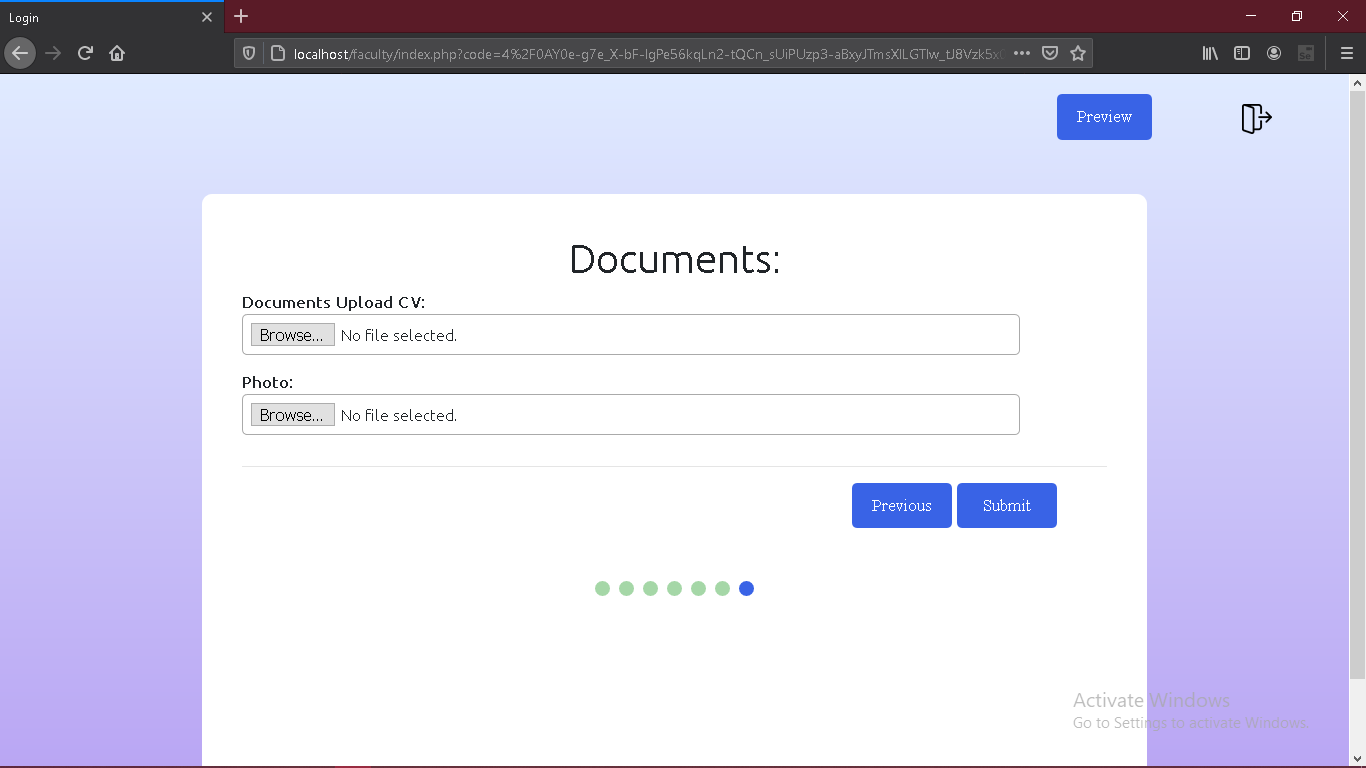 Login
localhost/faculty/index.php?code=4%2F0AY0e-g7e_X-bF-IgPe56kqLn2-tQCn_sUiPUzp3-aBxyJTmsXILGTIw_tJ8Vzk5x
Preview
Documents:
Documents Upload CV:
Browse... No file selected.
Photo:
Browse... No file selected.
Previous Submit
Activate Windows
Go to Settings to activate Windows.